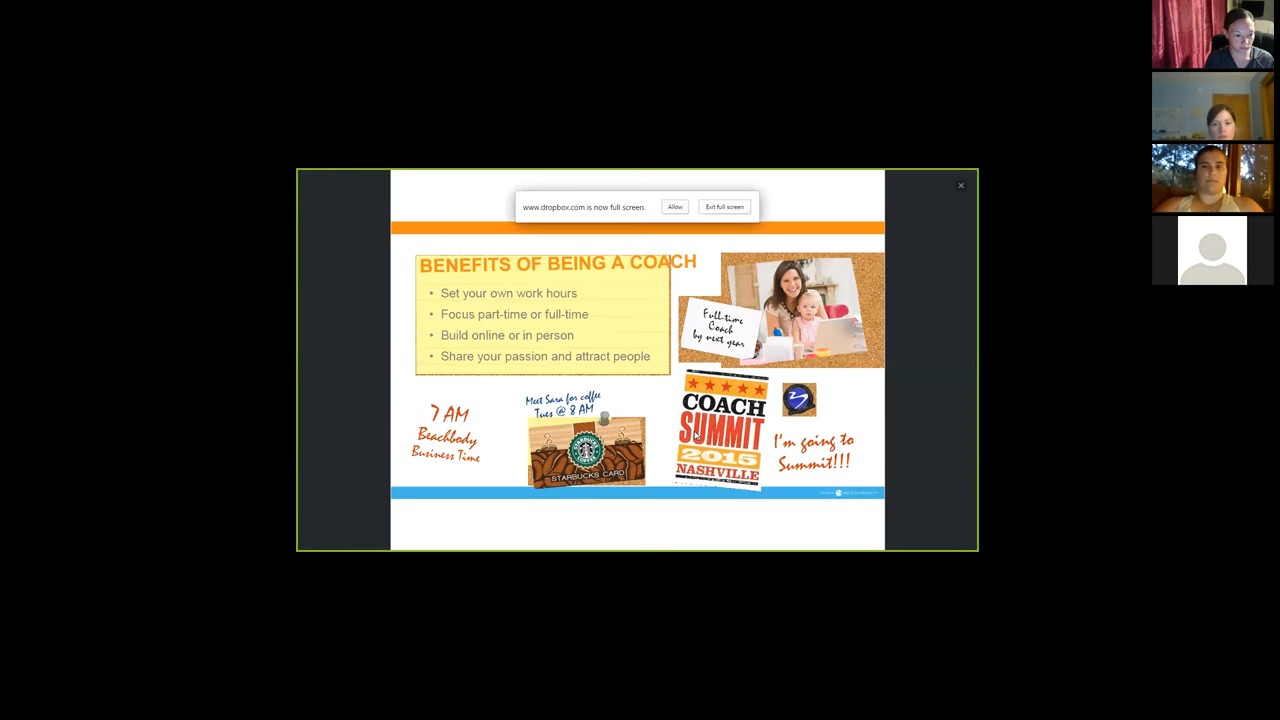 www.dropbox.com is now full screen.
Allow
Exit full screen
BENEFITS OF BEING A COACH
• Set your own work hours
• Focus part-time or full-time
• Build online or in person
• Share your passion and attract people
Full-time
Coach
by next year
7 AM
Beachbody
Business Time
Meet Sara for coffee
Tues @ 8 AM
STARBUCKS COFFEE
STARBUCKS CARD
COACH
SUMMIT
2015
NASHVILLE
I'm going to
Summit!!!